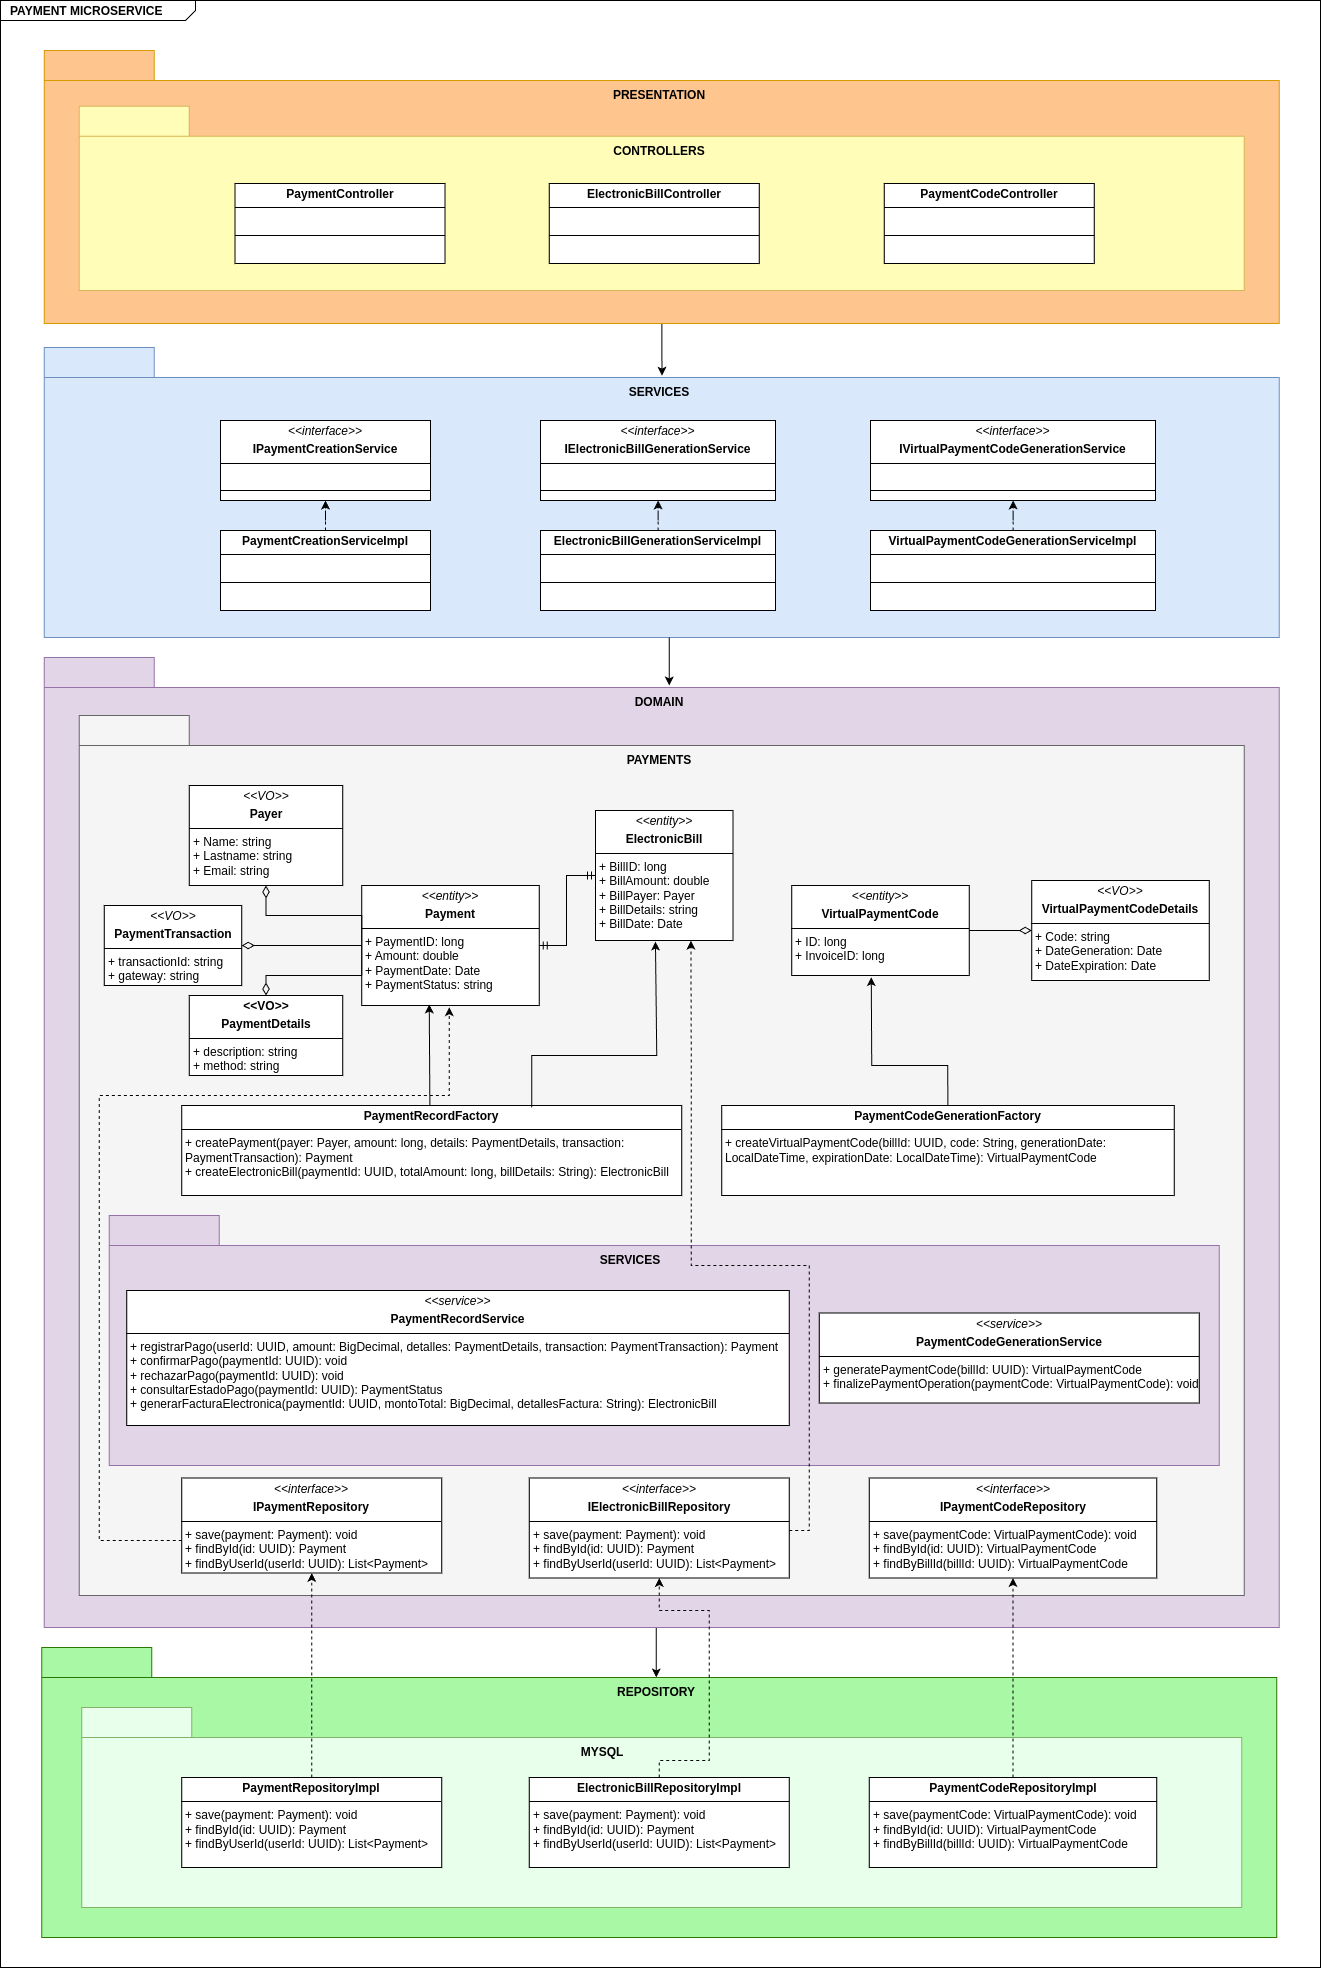 PAYMENT MICROSERVICE
PRESENTATION
CONTROLLERS
PaymentController
ElectronicBillController
PaymentCodeController
SERVICES
<<interface>>
IPaymentCreationService
<<interface>>
IElectronicBillGenerationService
<<interface>>
IVirtualPaymentCodeGenerationService
PaymentCreationServiceImpl
ElectronicBillGenerationServiceImpl
VirtualPaymentCodeGenerationServiceImpl
DOMAIN
PAYMENTS
<<VO>>
Payer
+ Name: string
+ Lastname: string
+ Email: string
<<VO>>
PaymentTransaction
+ transactionId: string
+ gateway: string
<<VO>>
PaymentDetails
+ description: string
+ method: string
<<entity>>
Payment
+ PaymentID: long
+ Amount: double
+ PaymentDate: Date
+ PaymentStatus: string
<<entity>>
ElectronicBill
+ BillID: long
+ BillAmount: double
+ BillPayer: Payer
+ BillDetails: string
+ BillDate: Date
<<entity>>
VirtualPaymentCode
+ ID: long
+ InvoiceID: long
<<VO>>
VirtualPaymentCodeDetails
+ Code: string
+ DateGeneration: Date
+ DateExpiration: Date
PaymentRecordFactory
+ createPayment(payer: Payer, amount: long, details: PaymentDetails, transaction:
PaymentTransaction): Payment
+ createElectronicBill(paymentId: UUID, totalAmount: long, billDetails: String): ElectronicBill
PaymentCodeGenerationFactory
+ createVirtualPaymentCode(billId: UUID, code: String, generationDate:
LocalDateTime, expirationDate: LocalDateTime): VirtualPaymentCode
SERVICES
<<service>>
PaymentRecordService
+ registrarPago(userId: UUID, amount: BigDecimal, detalles: PaymentDetails, transaction: PaymentTransaction): Payment
+ confirmarPago(paymentId: UUID): void
+ rechazarPago(paymentId: UUID): void
+ consultarEstadoPago(paymentId: UUID): PaymentStatus
+ generarFacturaElectronica(paymentId: UUID, montoTotal: BigDecimal, detallesFactura: String): ElectronicBill
<<service>>
PaymentCodeGenerationService
+ generatePaymentCode(billId: UUID): VirtualPaymentCode
+ finalizePaymentOperation(paymentCode: VirtualPaymentCode): void
<<interface>>
IPaymentRepository
+ save(payment: Payment): void
+ findById(id: UUID): Payment
+ findByUserId(userId: UUID): List<Payment>
<<interface>>
IElectronicBillRepository
+ save(payment: Payment): void
+ findById(id: UUID): Payment
+ findByUserId(userId: UUID): List<Payment>
<<interface>>
IPaymentCodeRepository
+ save(paymentCode: VirtualPaymentCode): void
+ findById(id: UUID): VirtualPaymentCode
+ findByBillId(billId: UUID): VirtualPaymentCode
REPOSITORY
MYSQL
PaymentRepositoryImpl
+ save(payment: Payment): void
+ findById(id: UUID): Payment
+ findByUserId(userId: UUID): List<Payment>
ElectronicBillRepositoryImpl
+ save(payment: Payment): void
+ findById(id: UUID): Payment
+ findByUserId(userId: UUID): List<Payment>
PaymentCodeRepositoryImpl
+ save(paymentCode: VirtualPaymentCode): void
+ findById(id: UUID): VirtualPaymentCode
+ findByBillId(billId: UUID): VirtualPaymentCode